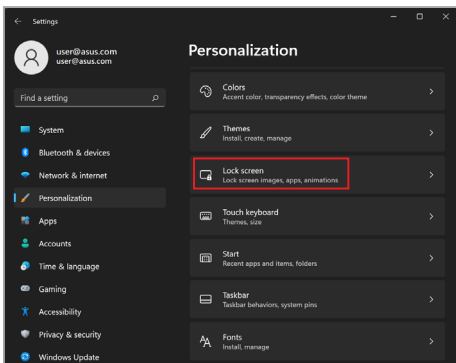 Settings
user@asus.com
user@asus.com
Find a setting
System
Bluetooth & devices
Network & internet
Personalization
Apps
Accounts
Time & language
Gaming
Accessibility
Privacy & security
Windows Update
Personalization
Colors
Accent color, transparency effects, color theme
Themes
Install, create, manage
Lock screen
Lock screen images, apps, animations
Touch keyboard
Themes, size
Start
Recent apps and items, folders
Taskbar
Taskbar behaviors, system pins
Fonts
Install, manage